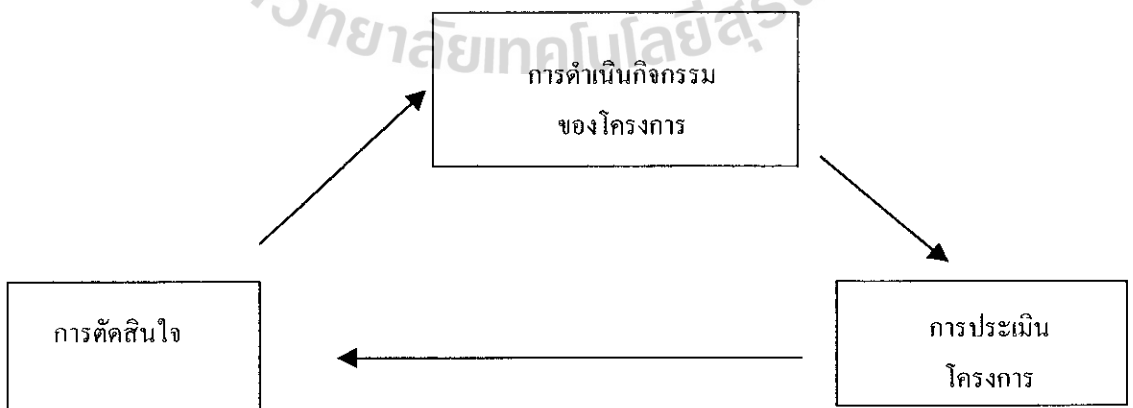 การดำเนินกิจกรรม
ของโครงการ
การตัดสินใจ
การประเมิน
โครงการ